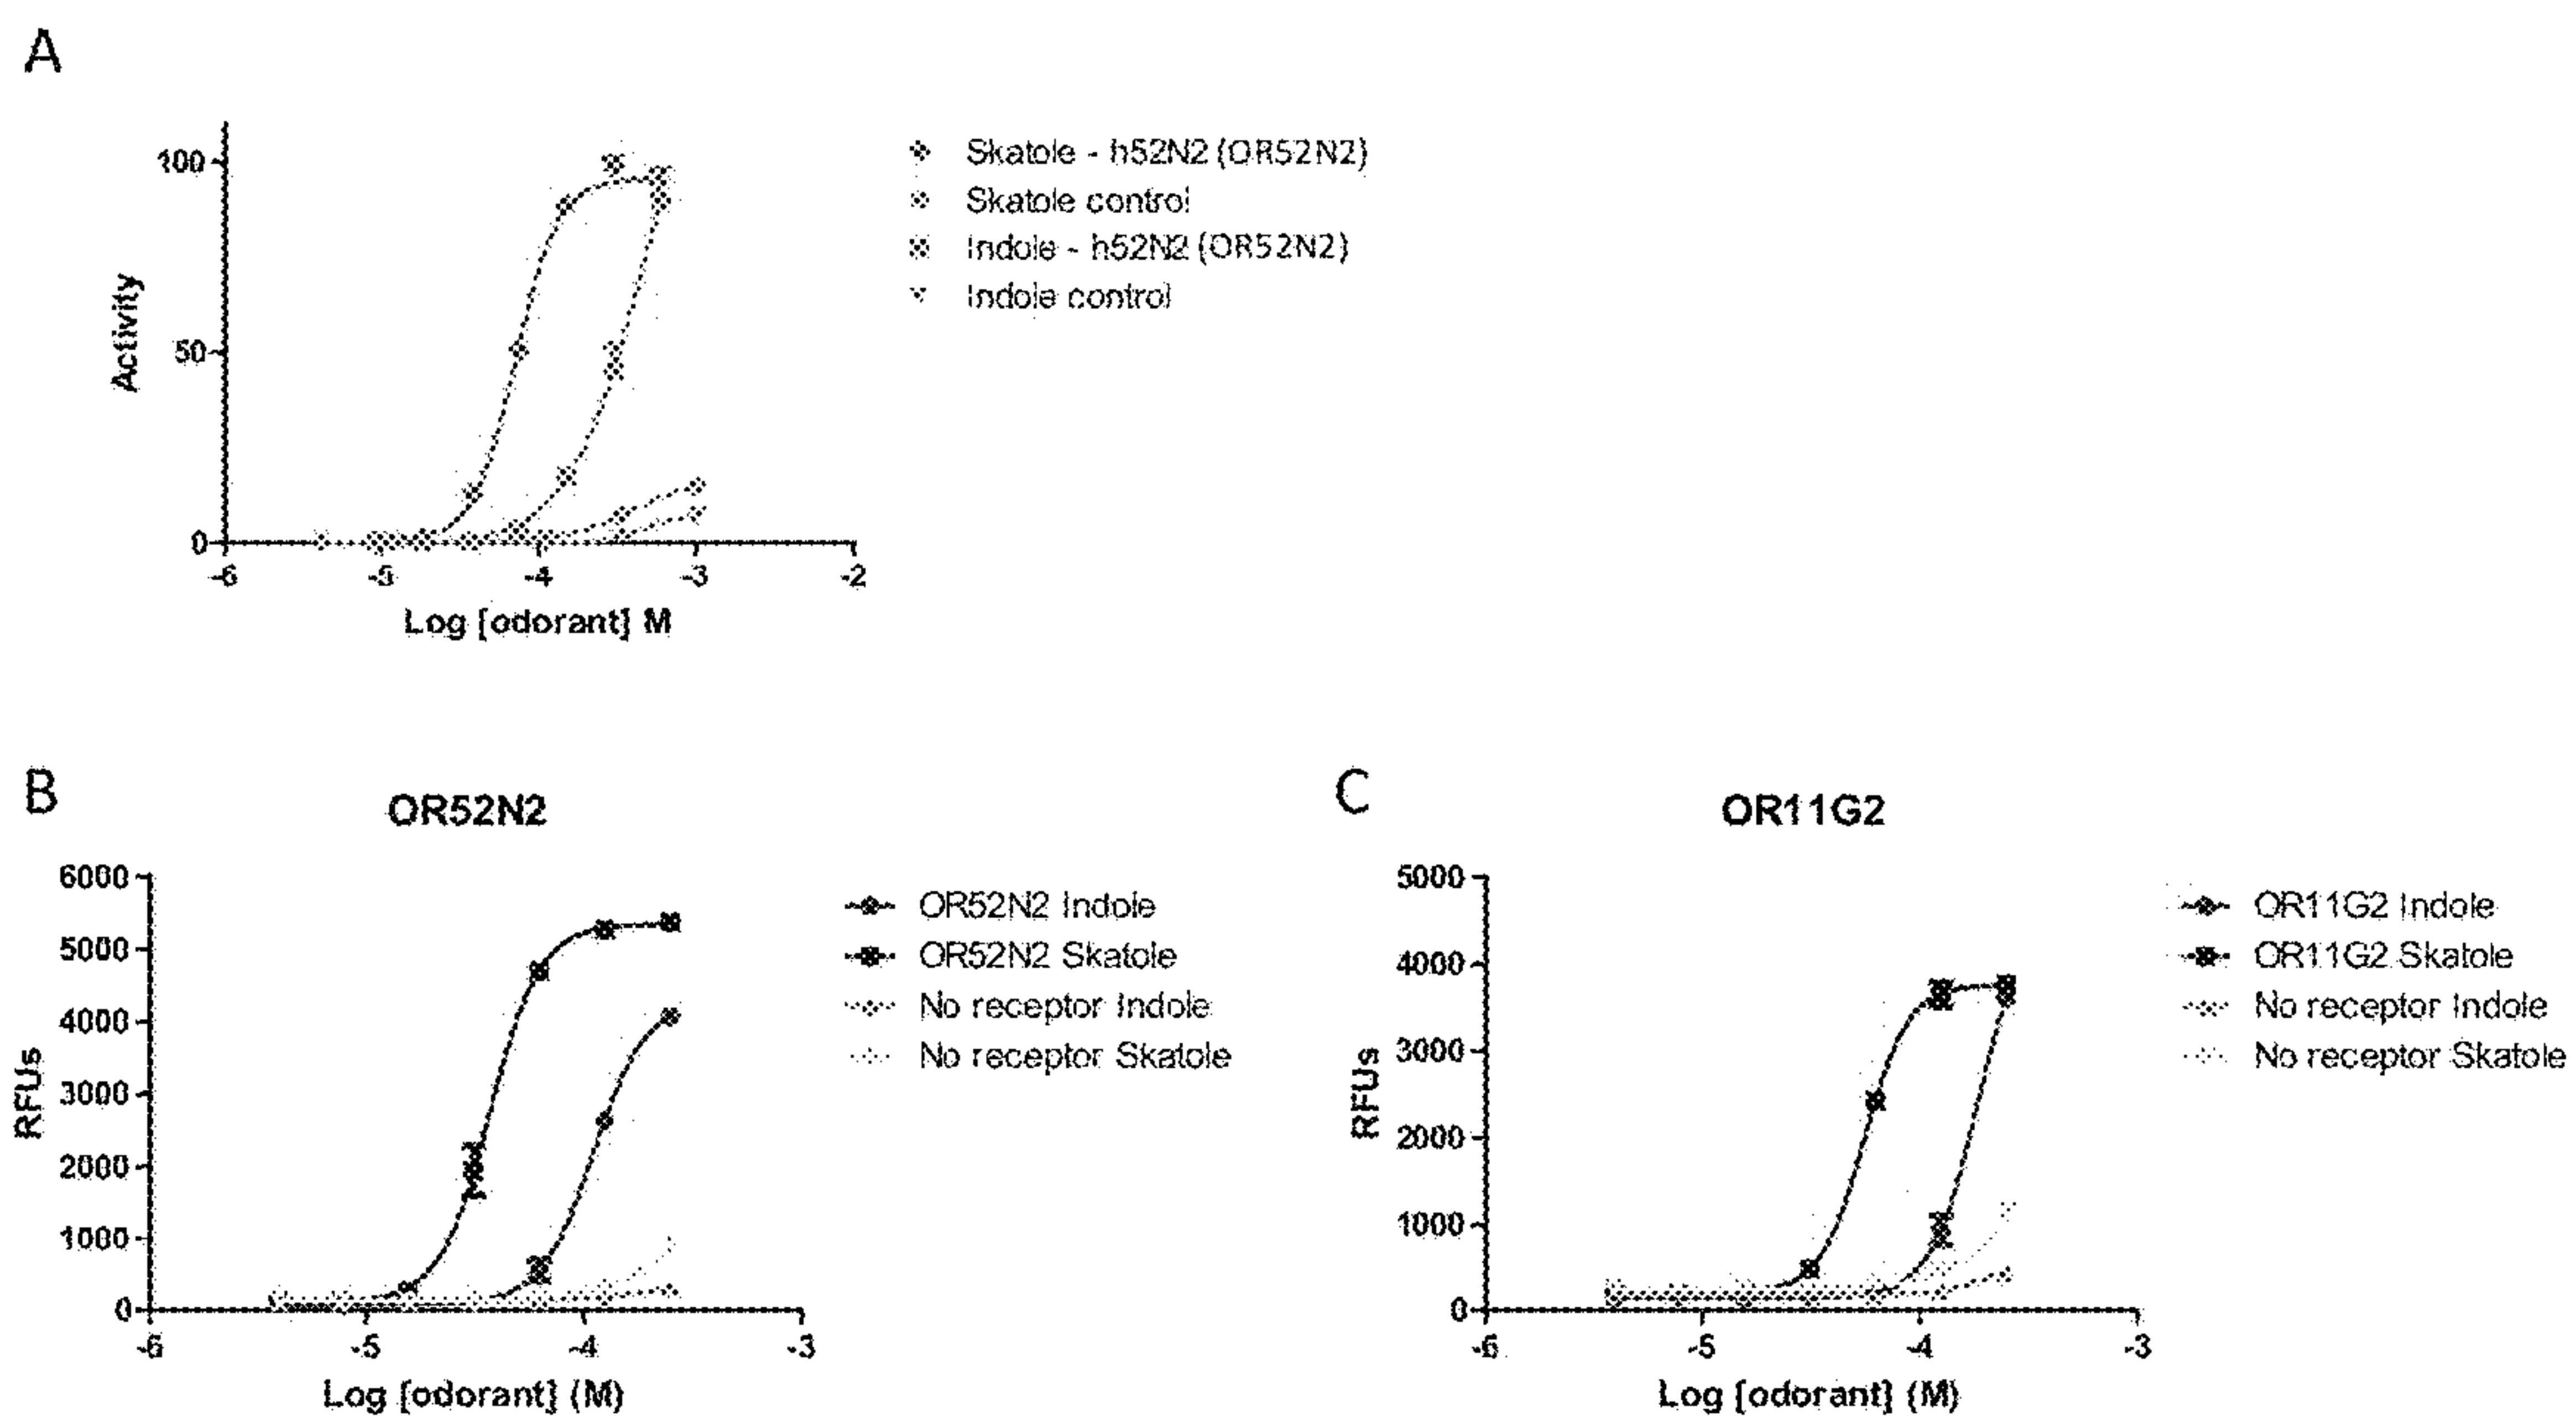 A
100
50
0
-6
-5
-4
-3
-2
Activity
Log [odorant] M
Skatole - h52N2 (OR52N2)
Skatole control
Indole - h52N2 (OR52N2)
Indole control
B
OR52N2
6000
5000
4000
3000
2000
1000
0
-6
-5
-4
-3
RFUs
Log [odorant] (M)
OR52N2 Indole
OR52N2 Skatole
No receptor Indole
No receptor Skatole
C
OR11G2
5000
4000
3000
2000
1000
0
-6
-5
-4
-3
RFUs
Log [odorant] (M)
OR11G2 Indole
OR11G2 Skatole
No receptor Indole
No receptor Skatole